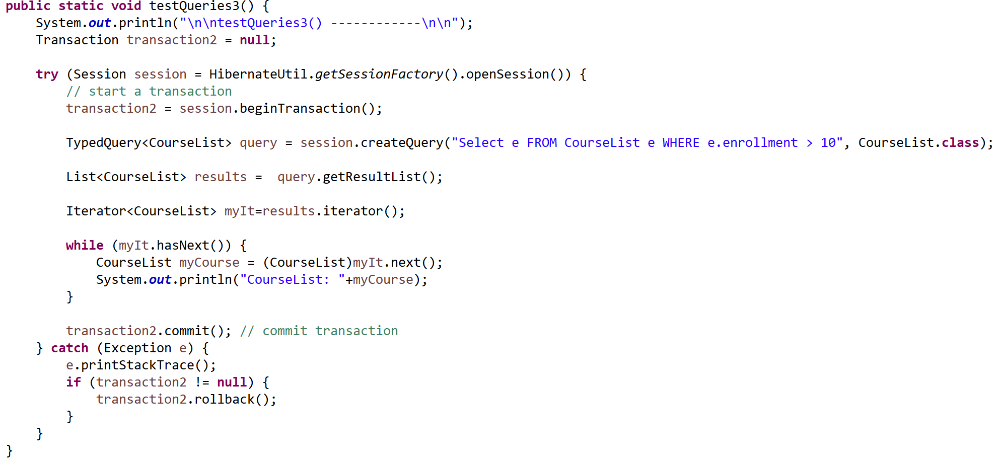 public static void testQueries3() {
    System.out.println("\n\ntestQueries3() ------------\n\n");
    Transaction transaction2 = null;

    try (Session session = HibernateUtil.getSessionFactory().openSession()) {
        // start a transaction
        transaction2 = session.beginTransaction();

        TypedQuery<CourseList> query = session.createQuery("Select e FROM CourseList e WHERE e.enrollment > 10", CourseList.class);

        List<CourseList> results =  query.getResultList();

        Iterator<CourseList> myIt=results.iterator();

        while (myIt.hasNext()) {
            CourseList myCourse = (CourseList)myIt.next();
            System.out.println("CourseList: "+myCourse);
        }

        transaction2.commit(); // commit transaction
    } catch (Exception e) {
        e.printStackTrace();
        if (transaction2 != null) {
            transaction2.rollback();
        }
    }
}